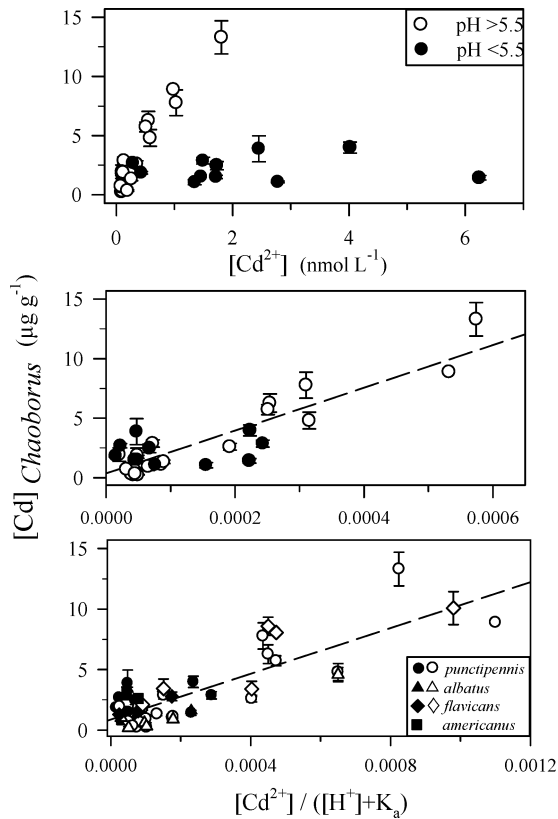 15
10
5
0
pH >5.5
pH <5.5
0 2 4 6
[Cd²⁺] (nmol L⁻¹)
[Cd] Chaoborus (µg g⁻¹)
15
10
5
0
0.0000 0.0002 0.0004 0.0006
15
10
5
0
punctipennis
albatus
flavicans
americanus
0.0000 0.0004 0.0008 0.0012
[Cd²⁺] / ([H⁺]+Kₐ)